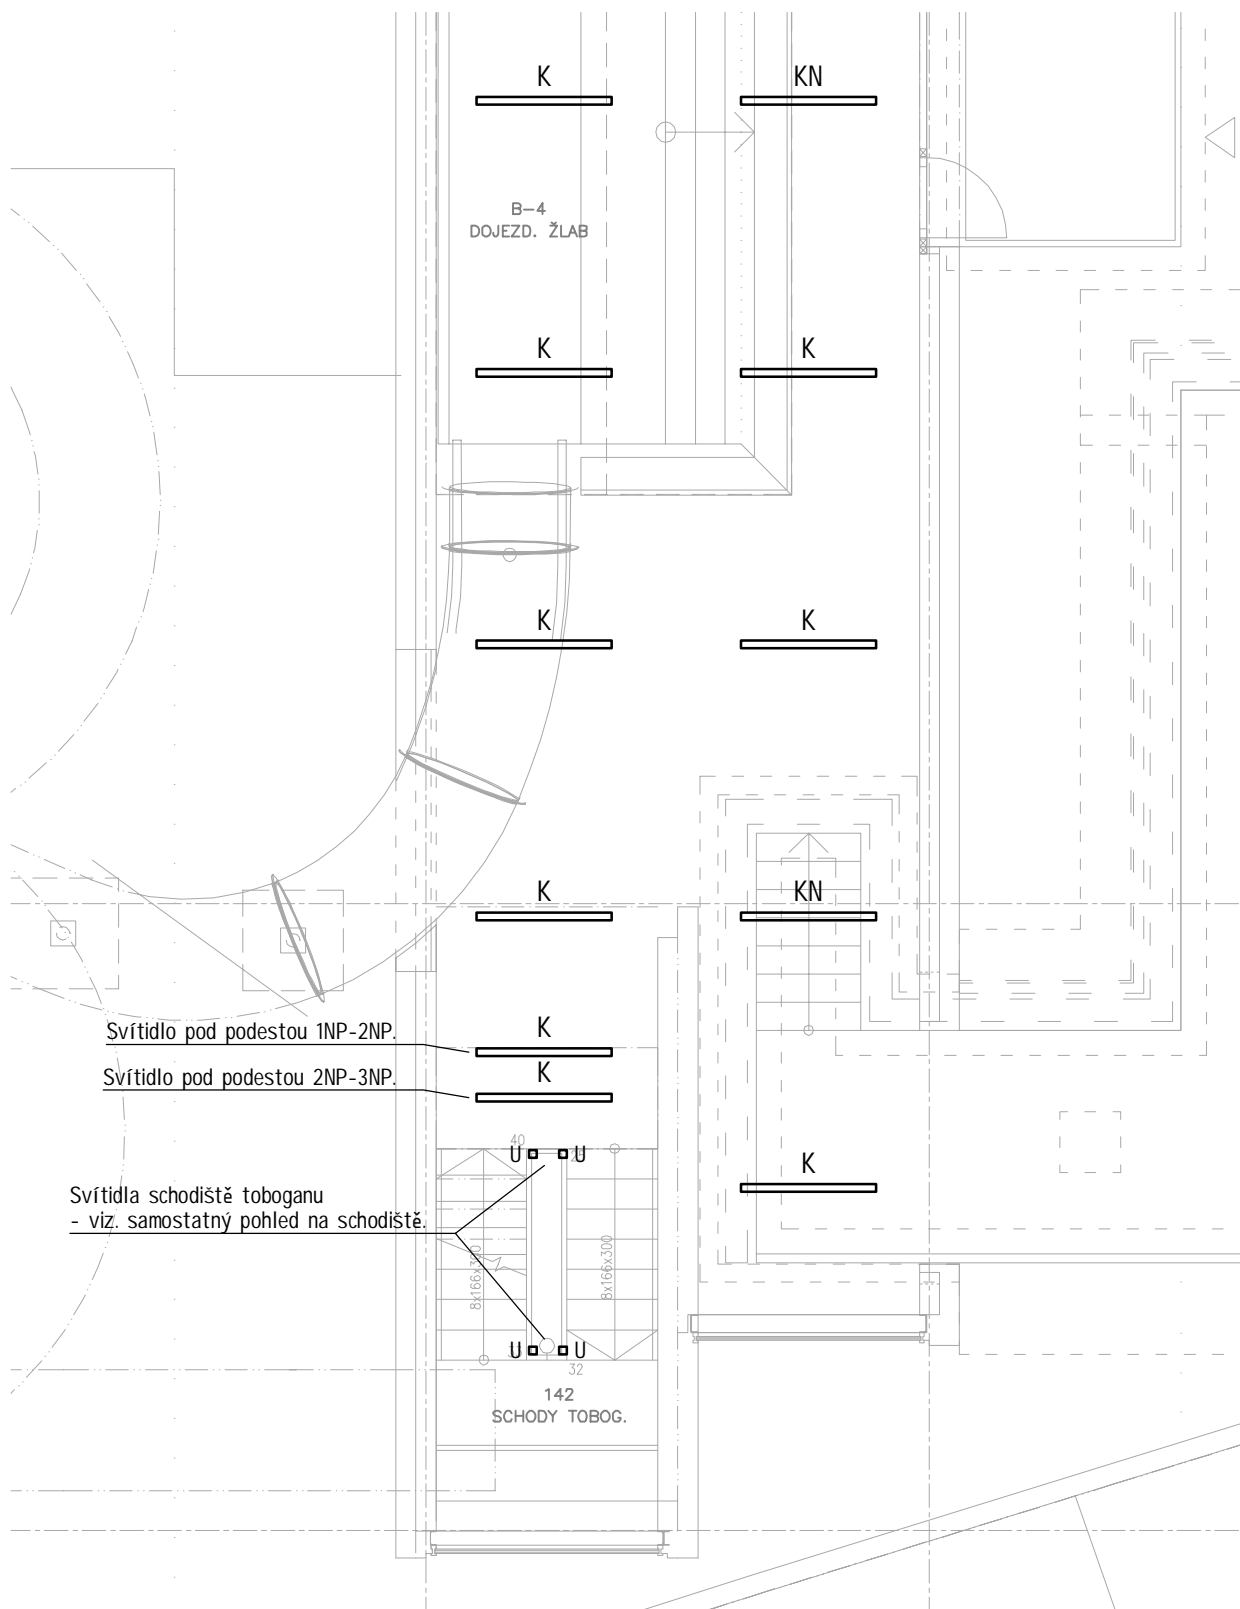 K
KN
B-4
DOJEZD. ŽLAB
K
K
K
K
K
KN
K
Svítidlo pod podestou 1NP-2NP.
K
Svítidlo pod podestou 2NP-3NP.
40
U
U
K
Svítidla schodiště toboganu
- viz. samostatný pohled na schodiště.
8x166x300
8x166x300
U
U
32
142
SCHODY TOBOG.